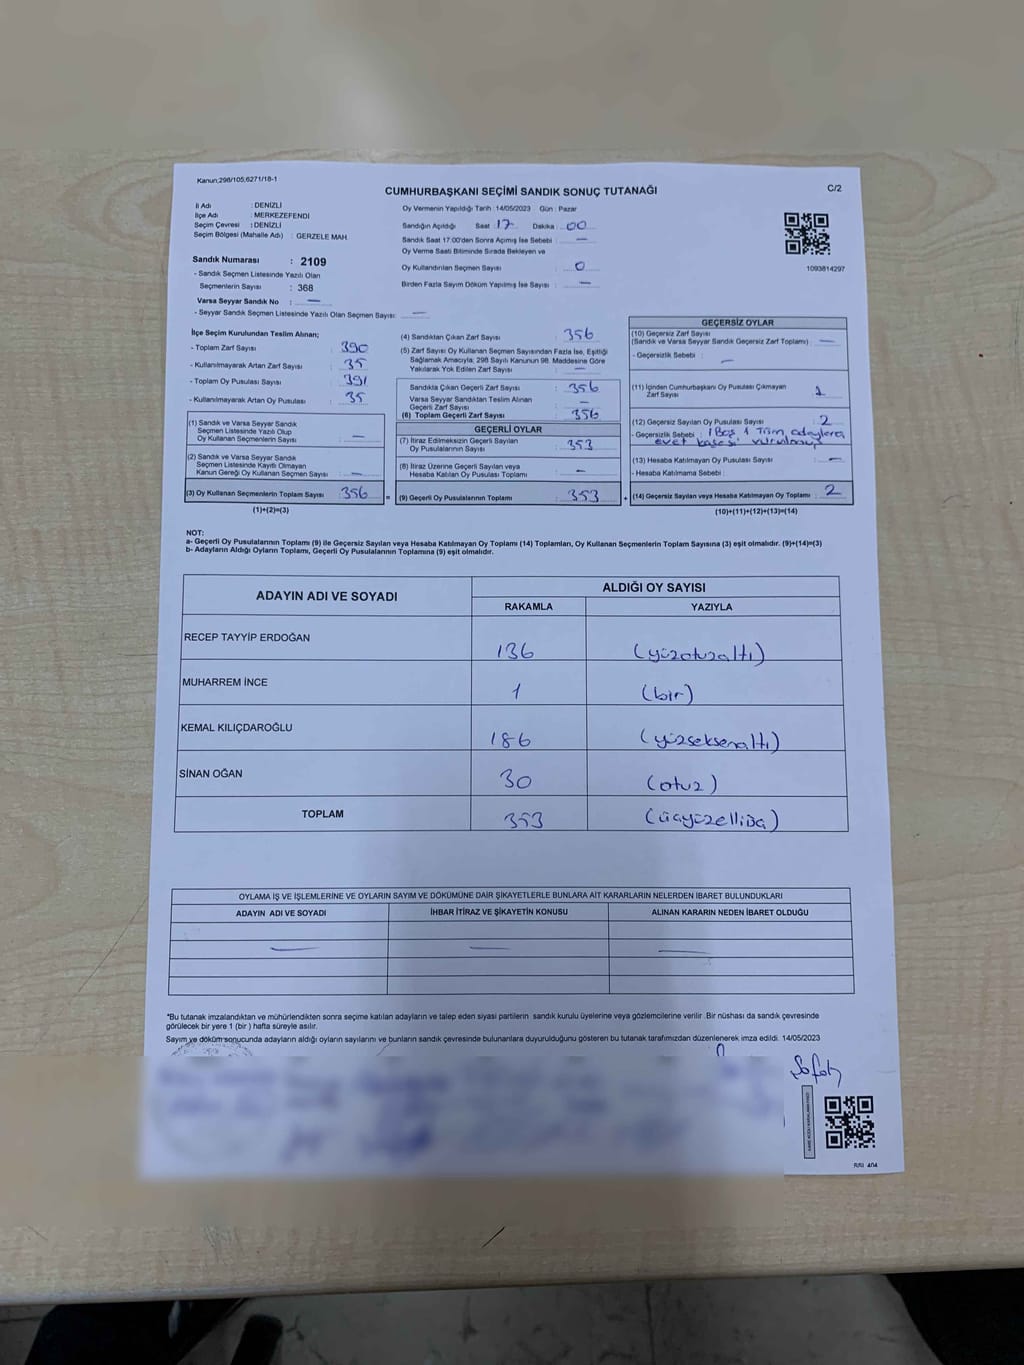 Kanun,298/105,6271/18-1
CUMHURBAŞKANI SEÇİMİ SANDIK SONUÇ TUTANAĞI
C/2
İl Adı : DENİZLİ
İlçe Adı : MERKEZEFENDİ
Seçim Çevresi : DENİZLİ
Seçim Bölgesi (Mahalle Adı) : GERZELE MAH.
Sandık Numarası : 2109
- Sandık Seçmen Listesinde Yazılı Olan
Seçmenlerin Sayısı : 368
Varsa Seyyar Sandık No : —
- Seyyar Sandık Seçmen Listesinde Yazılı Olan Seçmen Sayısı: —
Oy Vermenin Yapıldığı Tarih : 14/05/2023 Gün : Pazar
Sandığın Açıldığı Saat : 17 Dakika : 00
Sandık Saat 17:00'den Sonra Açılmış İse Sebebi : —
Oy Verme Saati Bitiminde Sırada Bekleyen ve
Oy Kullandırılan Seçmen Sayısı : 0
Birden Fazla Sayım Döküm Yapılmış İse Sayısı : —
1093814297
İlçe Seçim Kurulundan Teslim Alınan;
- Toplam Zarf Sayısı : 390
- Kullanılmayarak Artan Zarf Sayısı : 35
- Toplam Oy Pusulası Sayısı : 391
- Kullanılmayarak Artan Oy Pusulası : 35
(1) Sandık ve Varsa Seyyar Sandık
Seçmen Listesinde Yazılı Olup
Oy Kullanan Seçmenlerin Sayısı : —
(2) Sandık ve Varsa Seyyar Sandık
Seçmen Listesinde Kayıtlı Olmayan
Kanun Gereği Oy Kullanan Seçmen Sayısı : —
(3) Oy Kullanan Seçmenlerin Toplam Sayısı : 356 =
(1)+(2)=(3)
(4) Sandıktan Çıkan Zarf Sayısı : 356
(5) Zarf Sayısı Oy Kullanan Seçmen Sayısından Fazla İse, Eşitliği
Sağlamak Amacıyla; 298 Sayılı Kanunun 98. Maddesine Göre
Yakılarak Yok Edilen Zarf Sayısı : —
Sandıkta Çıkan Geçerli Zarf Sayısı : 356
Varsa Seyyar Sandıktan Teslim Alınan
Geçerli Zarf Sayısı : —
(6) Toplam Geçerli Zarf Sayısı : 356
GEÇERLİ OYLAR
(7) İtiraz Edilmeksizin Geçerli Sayılan
Oy Pusulalarının Sayısı : 353
(8) İtiraz Üzerine Geçerli Sayılan veya
Hesaba Katılan Oy Pusulası Toplamı : —
(9) Geçerli Oy Pusulalarının Toplamı : 353 +
GEÇERSİZ OYLAR
(10) Geçersiz Zarf Sayısı
(Sandık ve Varsa Seyyar Sandık Geçersiz Zarf Toplamı) : —
- Geçersizlik Sebebi : —
(11) İçinden Cumhurbaşkanı Oy Pusulası Çıkmayan
Zarf Sayısı : 1
(12) Geçersiz Sayılan Oy Pusulası Sayısı : 2
- Geçersizlik Sebebi : 1 Boş 1 Tüm adaylara
evet basesi vurulmuş
(13) Hesaba Katılmayan Oy Pusulası Sayısı : —
- Hesaba Katılmama Sebebi :
(14) Geçersiz Sayılan veya Hesaba Katılmayan Oy Toplamı : 2
(10)+(11)+(12)+(13)=(14)
NOT:
a- Geçerli Oy Pusulalarının Toplamı (9) ile Geçersiz Sayılan veya Hesaba Katılmayan Oy Toplamı (14) Toplamları, Oy Kullanan Seçmenlerin Toplam Sayısına (3) eşit olmalıdır. (9)+(14)=(3)
b- Adayların Aldığı Oyların Toplamı, Geçerli Oy Pusulalarının Toplamına (9) eşit olmalıdır.
ADAYIN ADI VE SOYADI ALDIĞI OY SAYISI
RAKAMLA YAZIYLA
RECEP TAYYİP ERDOĞAN 136 (yüzotuzaltı)
MUHARREM İNCE 1 (bir)
KEMAL KILIÇDAROĞLU 186 (yüzseksenaltı)
SİNAN OĞAN 30 (otuz)
TOPLAM 353 (üçyüzelliüç)
OYLAMA İŞ VE İŞLEMLERİNE VE OYLARIN SAYIM VE DÖKÜMÜNE DAİR ŞİKAYETLERLE BUNLARA AİT KARARLARIN NELERDEN İBARET BULUNDUKLARI
ADAYIN ADI VE SOYADI İHBAR İTİRAZ VE ŞİKAYETİN KONUSU ALINAN KARARIN NEDEN İBARET OLDUĞU
— — —
*Bu tutanak imzalandıktan ve mühürlendikten sonra seçime katılan adayların ve talep eden siyasi partilerin sandık kurulu üyelerine veya gözlemcilerine verilir .Bir nüshası da sandık çevresinde
görülecek bir yere 1 (bir ) hafta süreyle asılır.
Sayım ve döküm sonucunda adayların aldığı oyların sayılarını ve bunların sandık çevresinde bulunanlara duyurulduğunu gösteren bu tutanak tarafımızdan düzenlenerek imza edildi. 14/05/2023